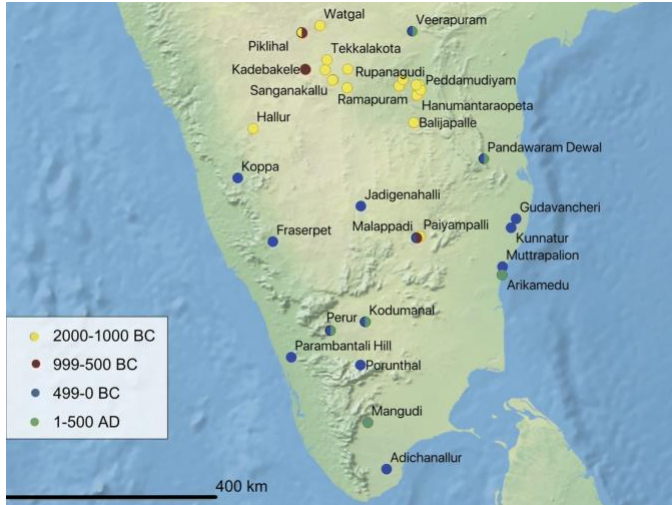 Watgal
Veerapuram
Piklihal
Tekkalakota
Kadebakele
Rupanagudi
Peddamudiyam
Sanganakallu
Ramapuram
Hanumantaraopeta
Hallur
Balijapalle
Pandawaram Dewal
Koppa
Jadigenahalli
Gudavancheri
Malappadi
Paiyampalli
Fraserpet
Kunnatur
Muttrapalion
Arikamedu
Perur
Kodumanal
Parambantali Hill
Porunthal
Mangudi
Adichanallur
2000-1000 BC
999-500 BC
499-0 BC
1-500 AD
400 km